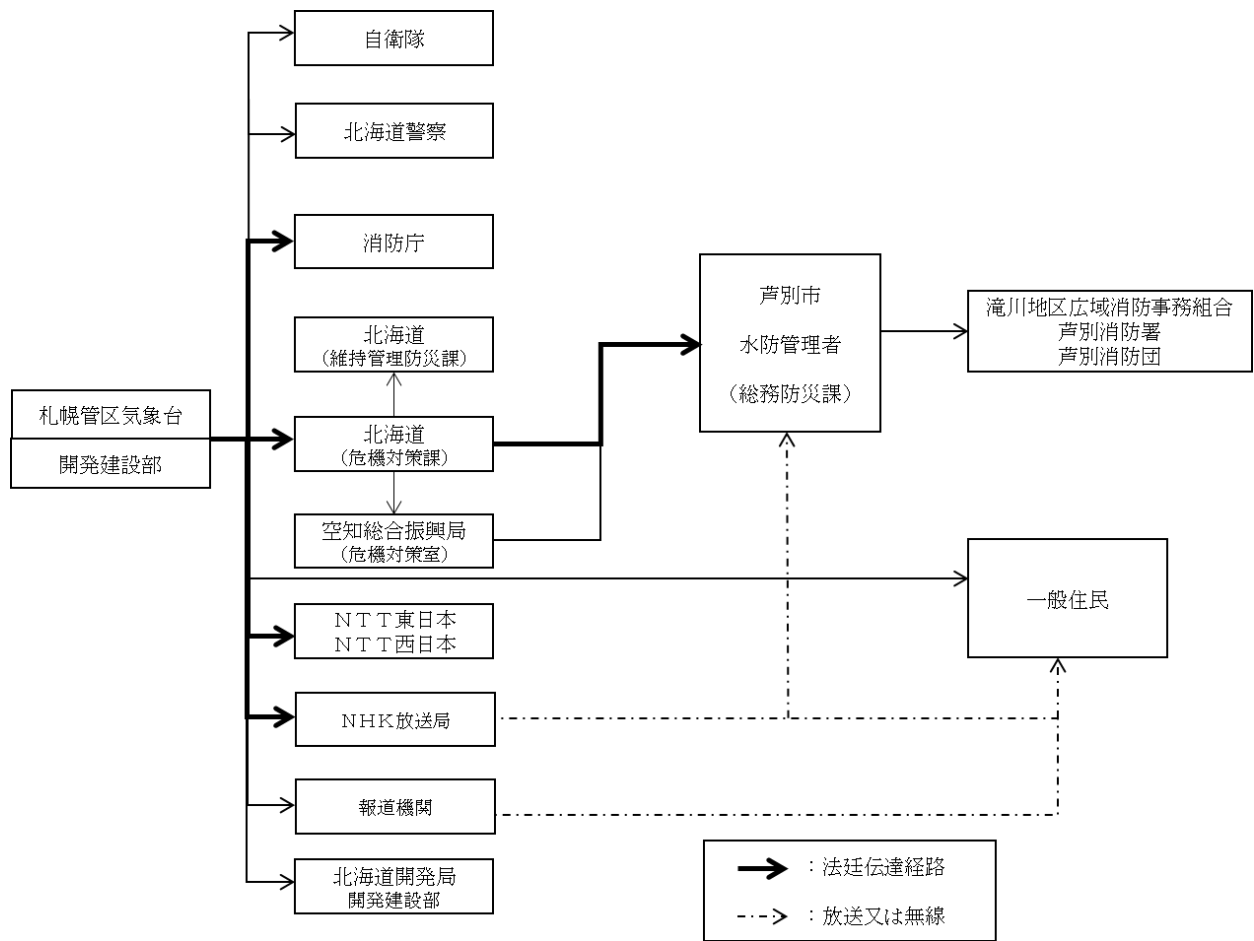 自衛隊
北海道警察
消防庁
北海道
（維持管理防災課）
札幌管区気象台
開発建設部
北海道
（危機対策課）
空知総合振興局
（危機対策室）
ＮＴＴ東日本
ＮＴＴ西日本
ＮＨＫ放送局
報道機関
北海道開発局
開発建設部
芦別市
水防管理者
（総務防災課）
滝川地区広域消防事務組合
芦別消防署
芦別消防団
一般住民
：法廷伝達経路
：放送又は無線